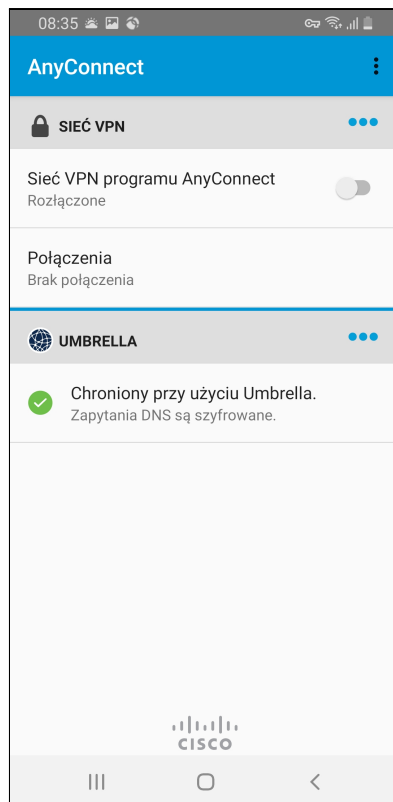 08:35
AnyConnect
SIEĆ VPN
Sieć VPN programu AnyConnect
Rozłączone
Połączenia
Brak połączenia
UMBRELLA
Chroniony przy użyciu Umbrella.
Zapytania DNS są szyfrowane.
CISCO